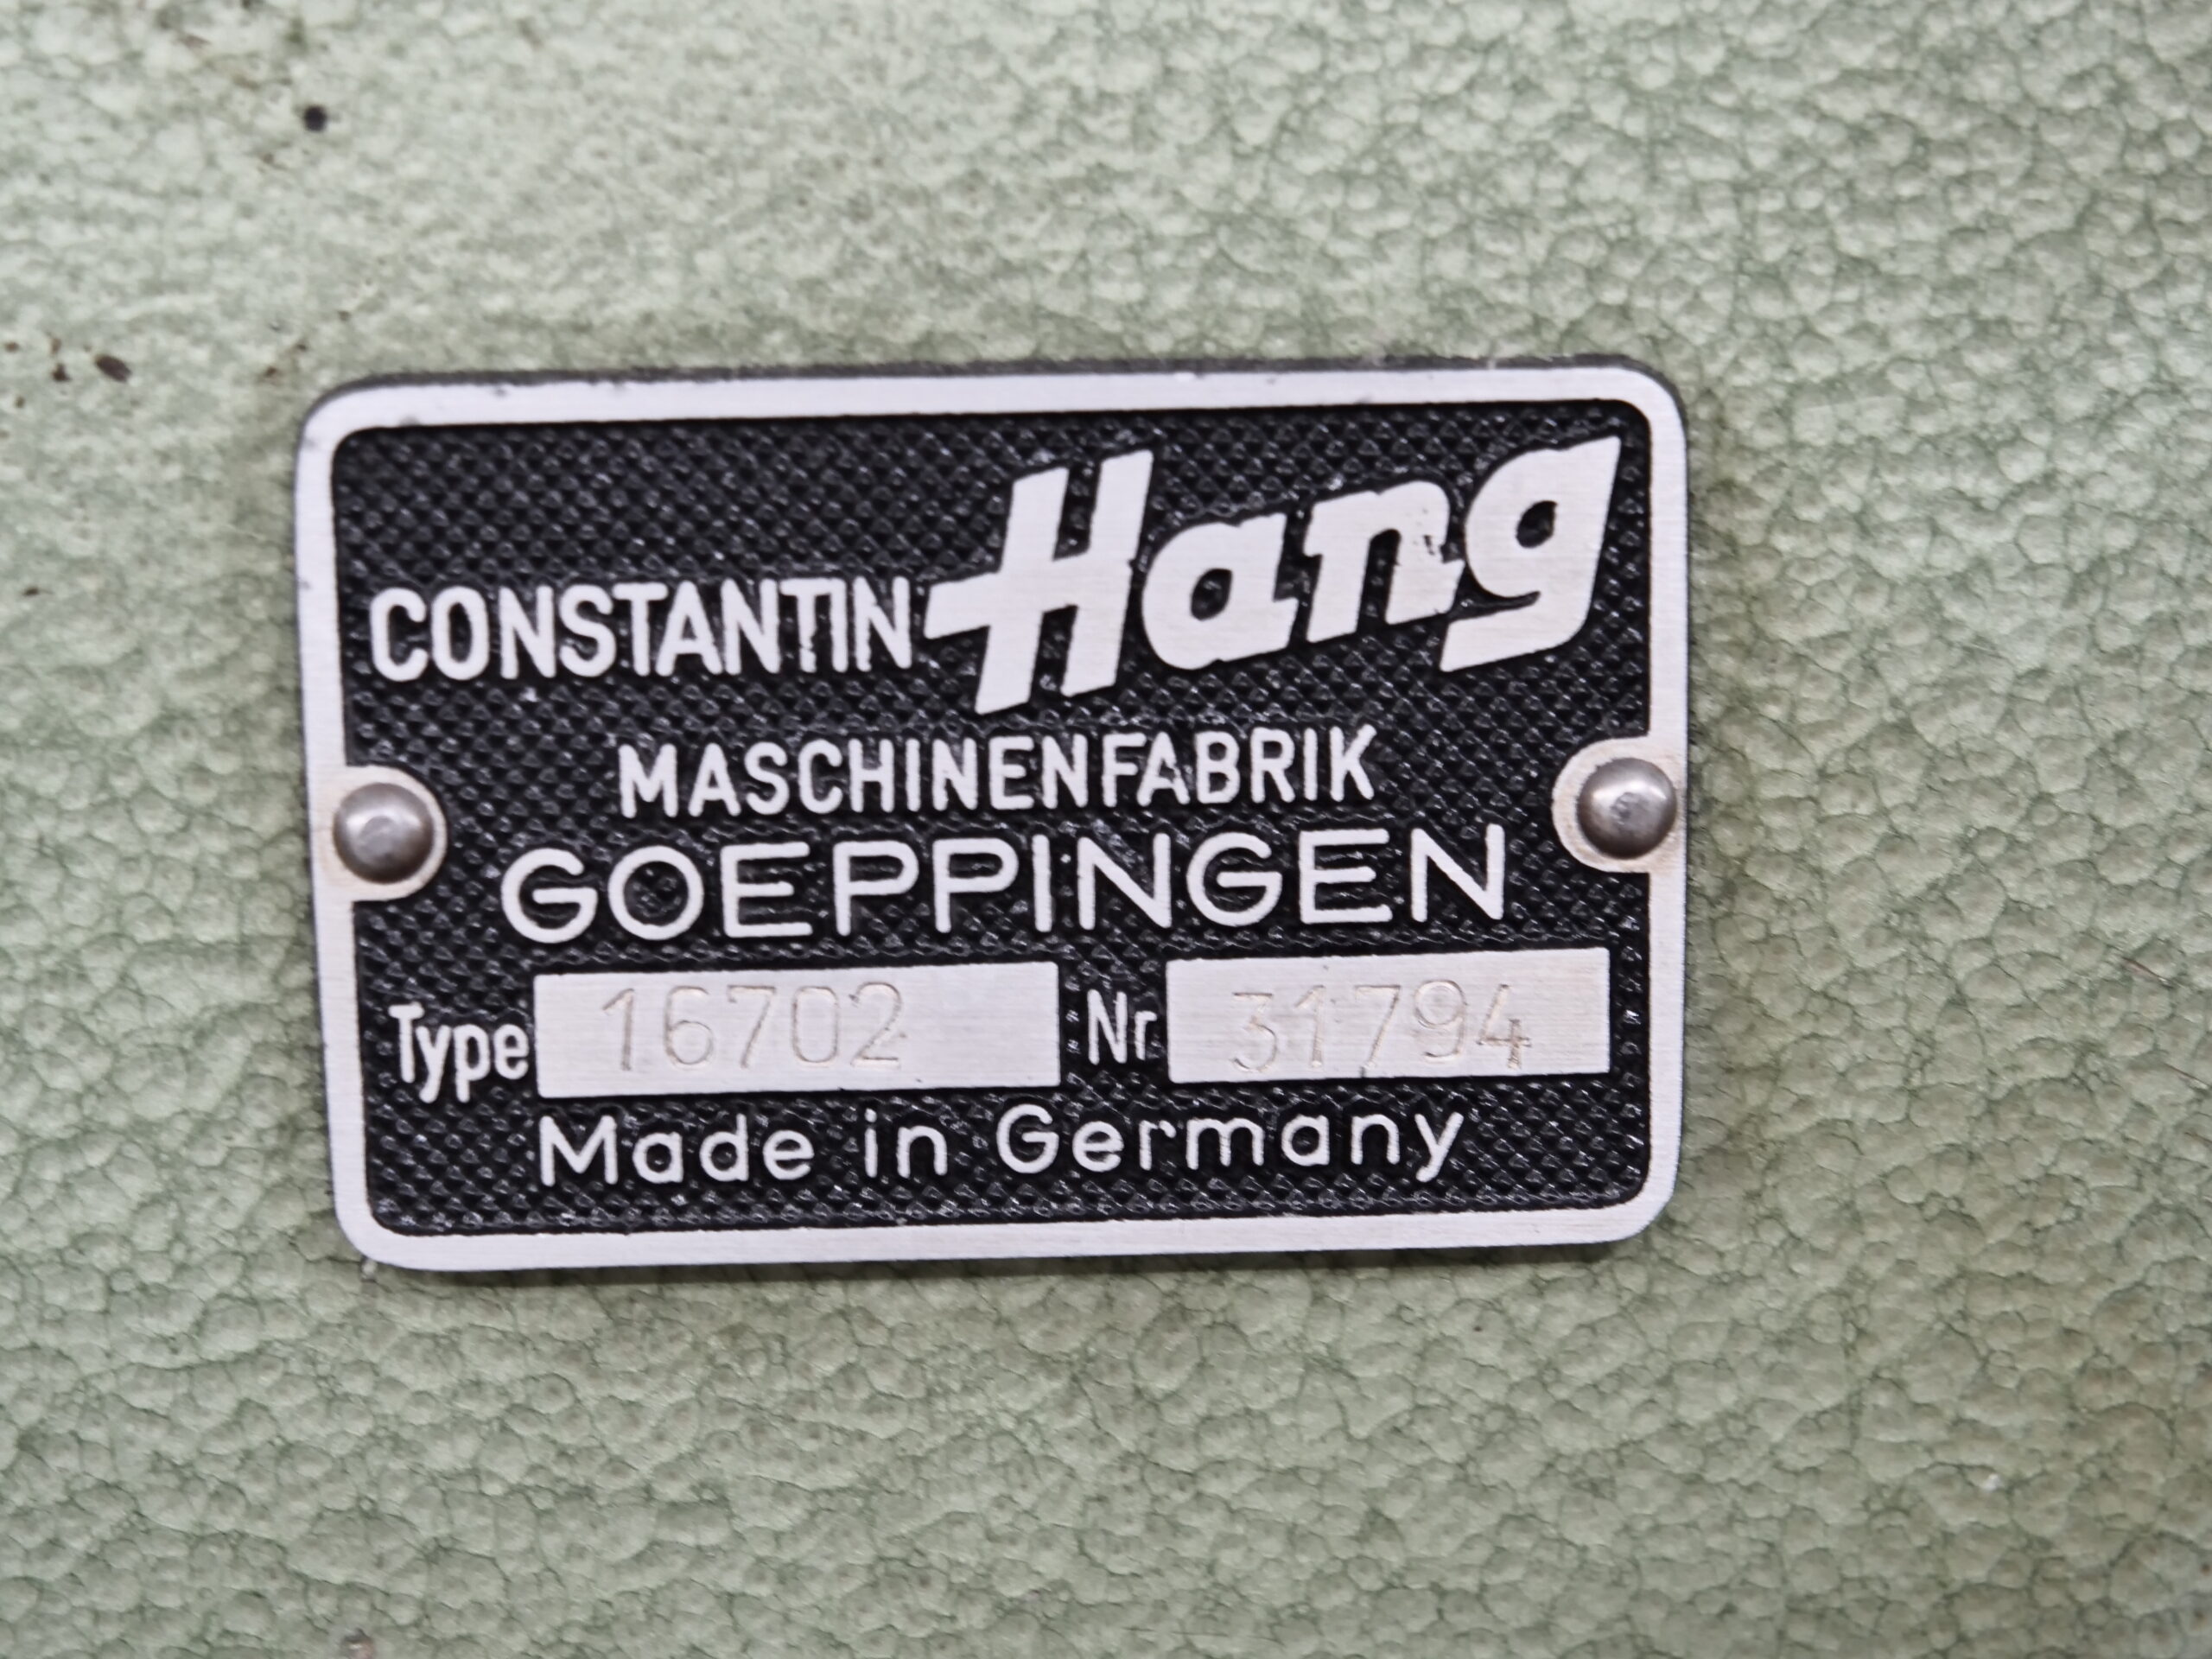 CONSTANTIN Hang
MASCHINENFABRIK
GOEPPINGEN
Type 16702 Nr 31794
Made in Germany